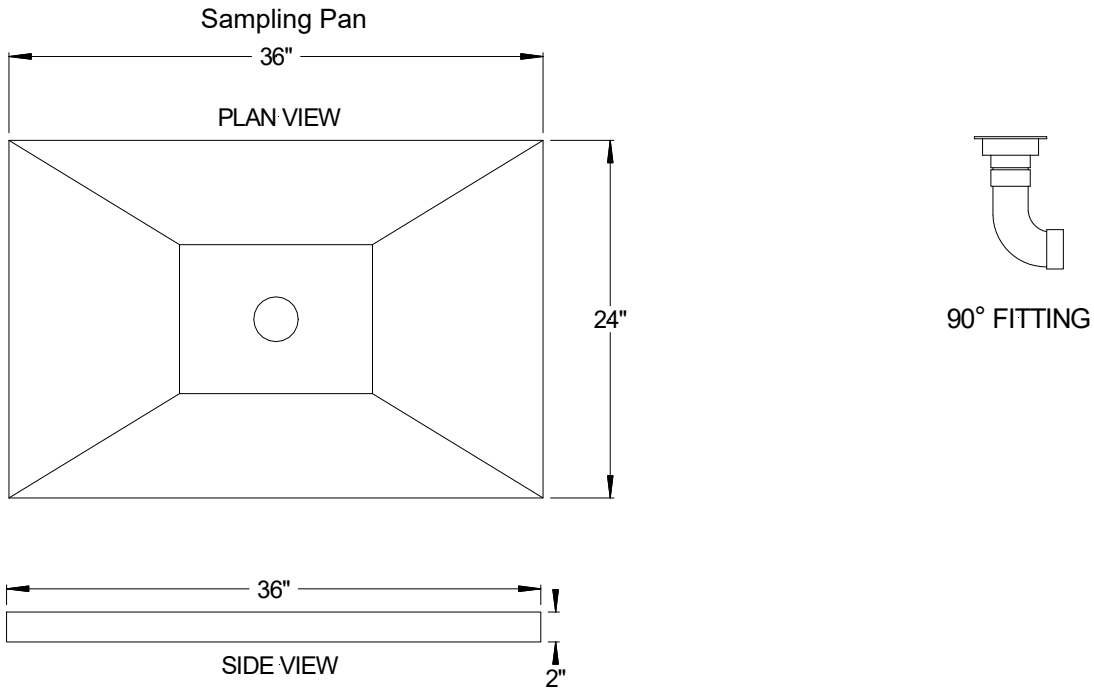 Sampling Pan
36"
PLAN VIEW
24"
90° FITTING
36"
SIDE VIEW
2"